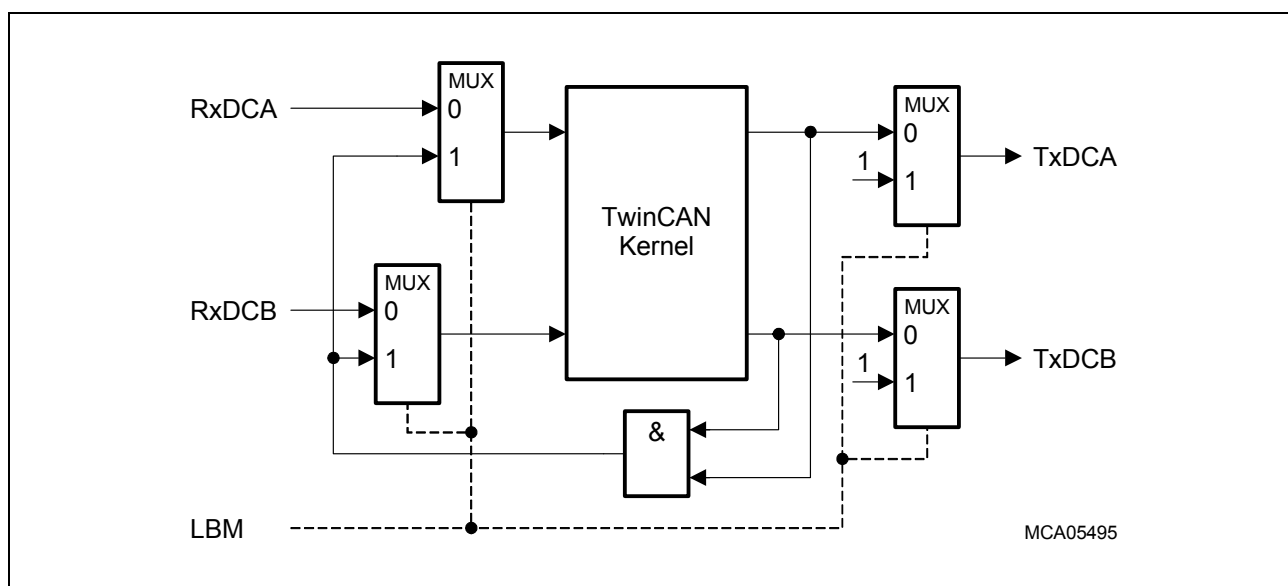 MUX
RxDCA
0
1
TwinCAN
Kernel
MUX
0
1
1
TxDCA
MUX
RxDCB
0
1
MUX
0
1
1
TxDCB
&
LBM
MCA05495